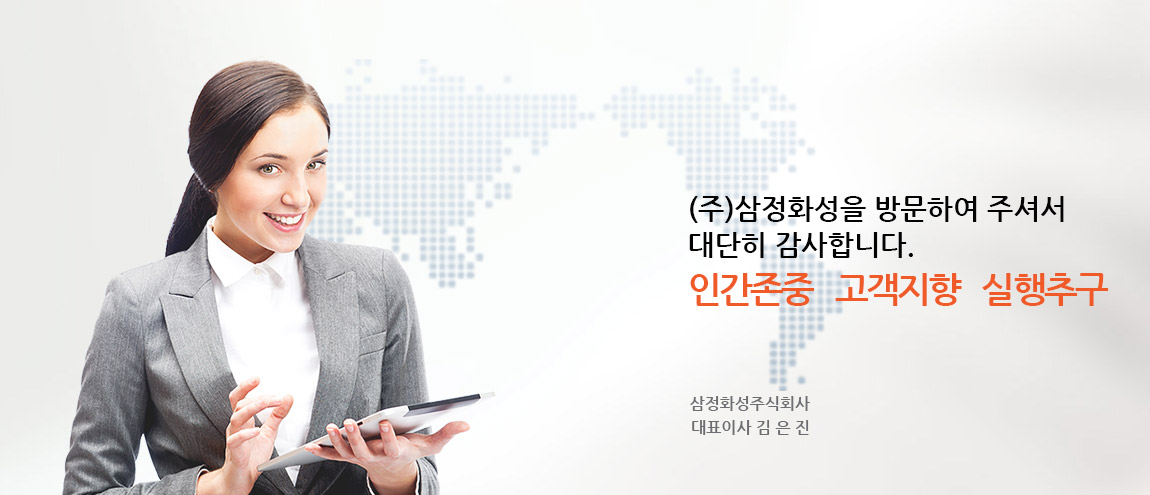 (주)삼정화성을 방문하여 주셔서
대단히 감사합니다.
인간존중 고객지향 실행추구
삼정화성주식회사
대표이사 김 은 진